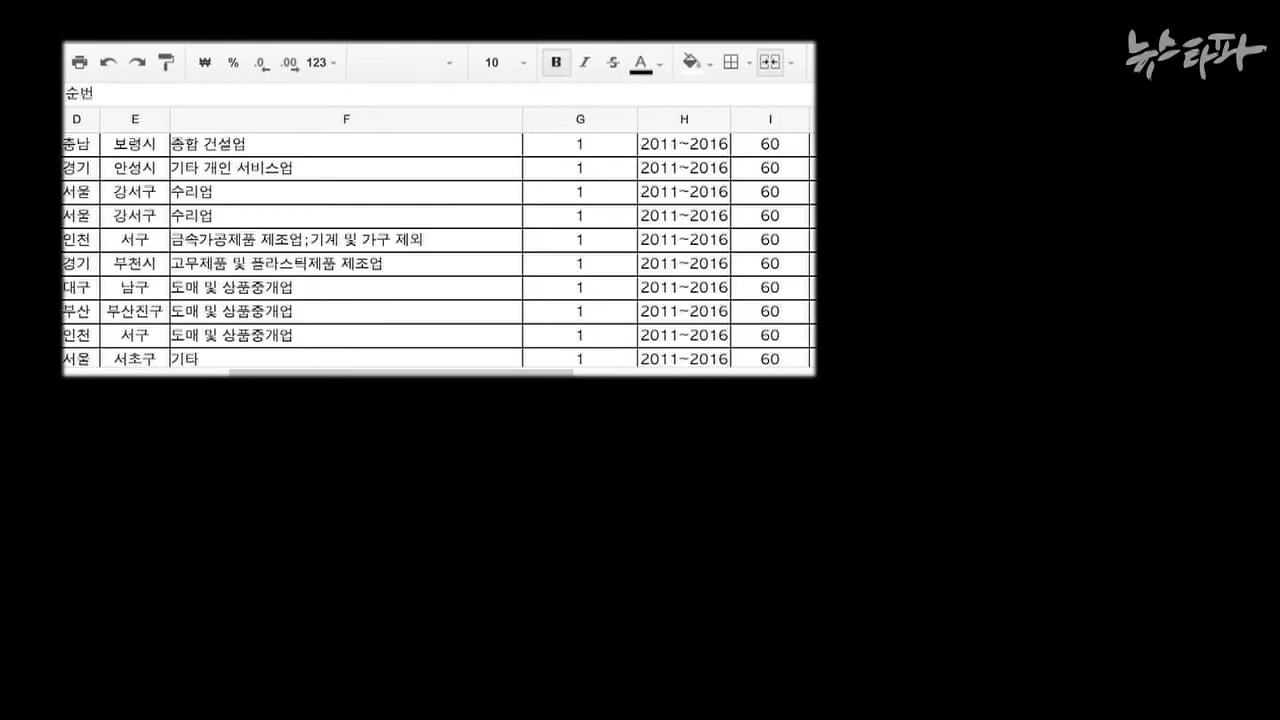 뉴스타파
₩ % .0 .00 123 10 B I S A
순번
D E F G H I
충남 보령시 종합 건설업 1 2011~2016 60
경기 안성시 기타 개인 서비스업 1 2011~2016 60
서울 강서구 수리업 1 2011~2016 60
서울 강서구 수리업 1 2011~2016 60
인천 서구 금속가공제품 제조업;기계 및 가구 제외 1 2011~2016 60
경기 부천시 고무제품 및 플라스틱제품 제조업 1 2011~2016 60
대구 남구 도매 및 상품중개업 1 2011~2016 60
부산 부산진구 도매 및 상품중개업 1 2011~2016 60
인천 서구 도매 및 상품중개업 1 2011~2016 60
서울 서초구 기타 1 2011~2016 60